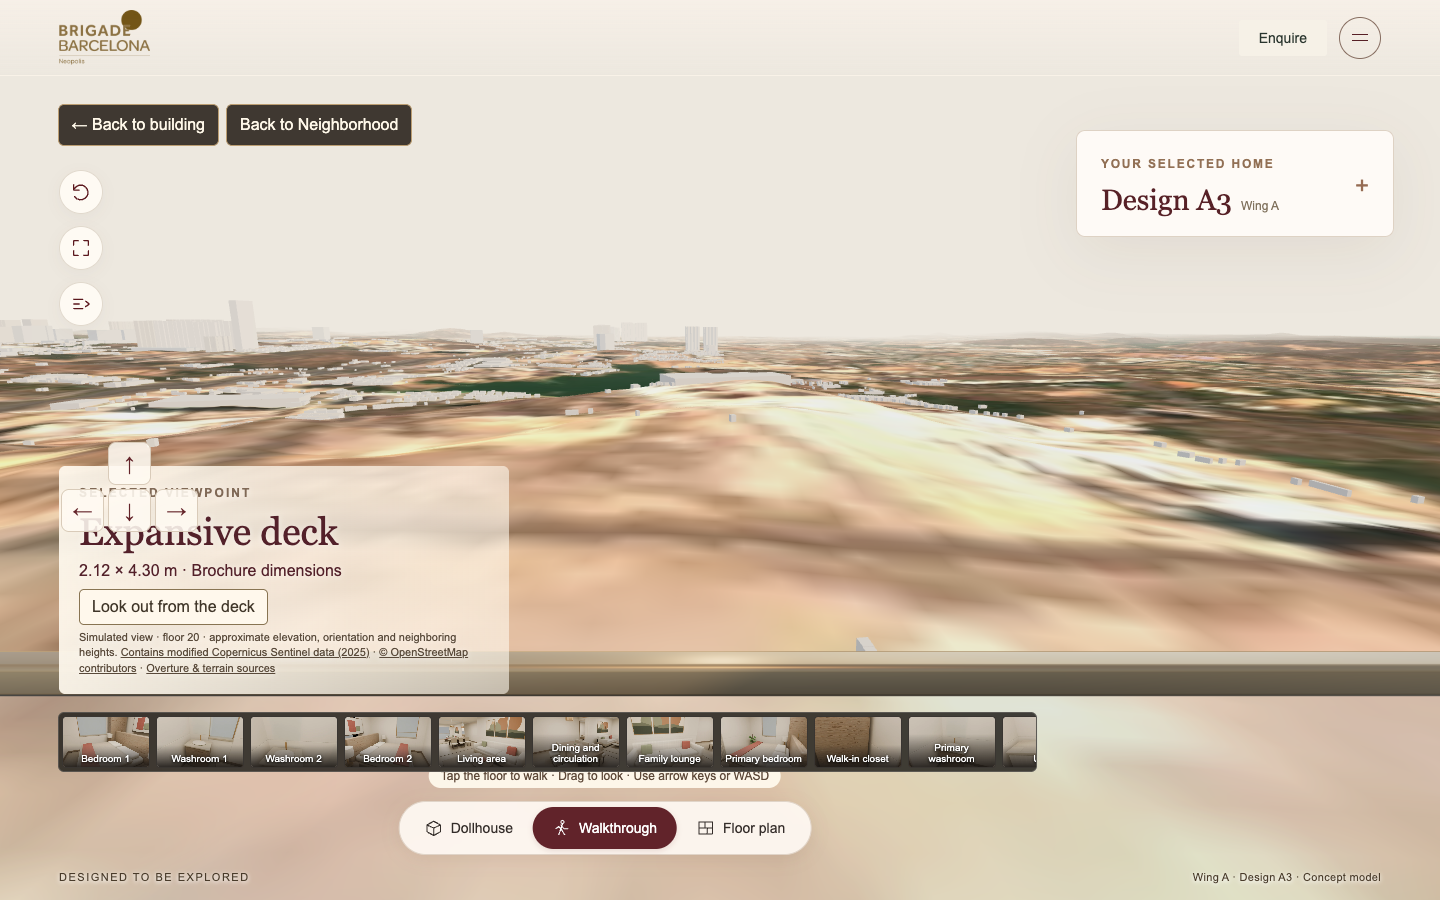 BRIGADE
BARCELONA
Neopolis
Enquire
← Back to building
Back to Neighborhood
YOUR SELECTED HOME
Design A3 Wing A
+
↑
← ↓ →
SELECTED VIEWPOINT
Expansive deck
2.12 × 4.30 m · Brochure dimensions
Look out from the deck
Simulated view · floor 20 · approximate elevation, orientation and neighboring
heights. Contains modified Copernicus Sentinel data (2025) · © OpenStreetMap
contributors · Overture & terrain sources
Bedroom 1
Washroom 1
Washroom 2
Bedroom 2
Living area
Dining and
circulation
Family lounge
Primary bedroom
Walk-in closet
Primary
washroom
Tap the floor to walk · Drag to look · Use arrow keys or WASD
Dollhouse
Walkthrough
Floor plan
DESIGNED TO BE EXPLORED
Wing A · Design A3 · Concept model